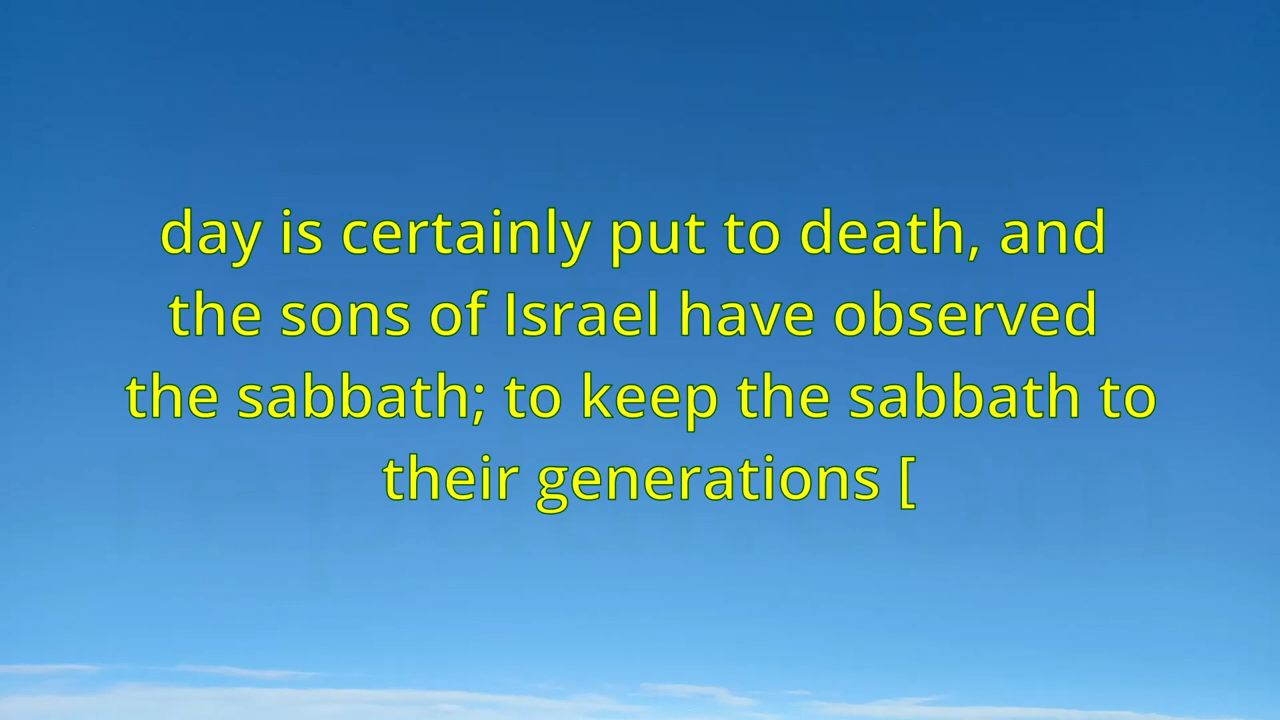 day is certainly put to death, and
the sons of Israel have observed
the sabbath; to keep the sabbath to
their generations [